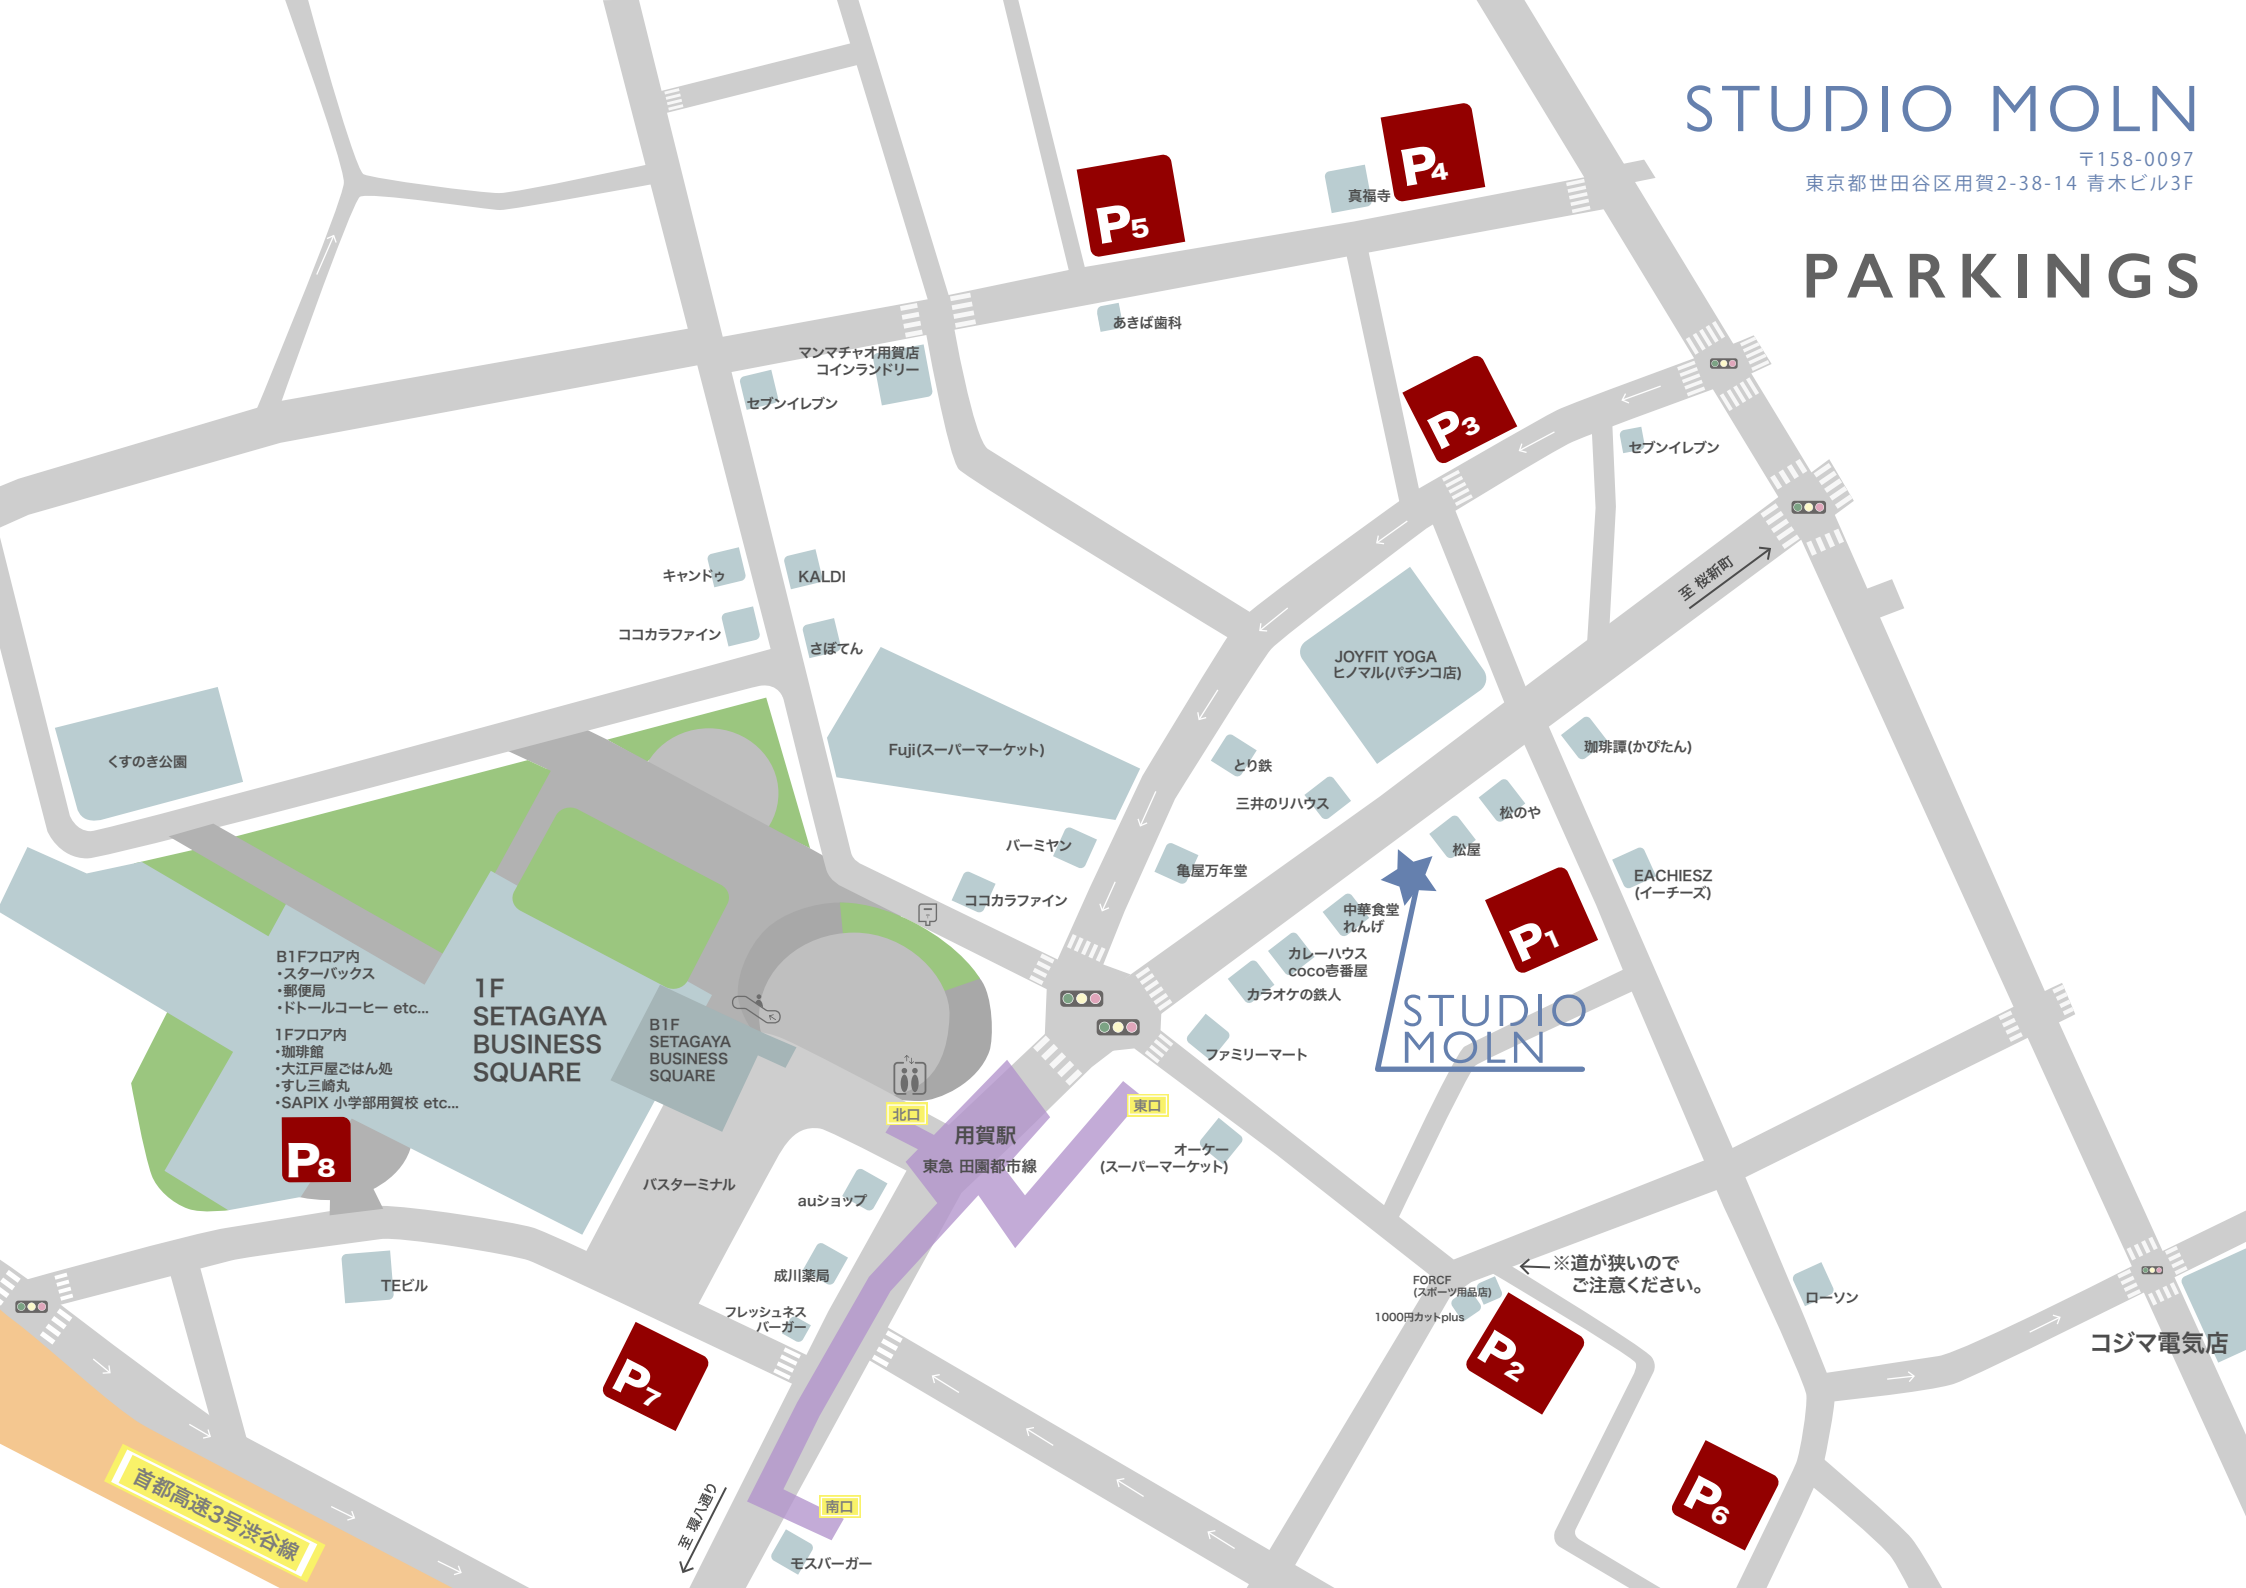 STUDIO MOLN
〒158-0097
東京都世田谷区用賀2-38-14 青木ビル3F
PARKINGS
P4
真福寺
P5
あきば歯科
マンマチャオ用賀店
コインランドリー
セブンイレブン
P3
セブンイレブン
至 桜新町
キャンドゥ
KALDI
ココカラファイン
さぼてん
JOYFIT YOGA
ヒノマル(パチンコ店)
Fuji(スーパーマーケット)
くすのき公園
とり鉄
珈琲譚(かぴたん)
三井のリハウス
松のや
バーミヤン
松屋
亀屋万年堂
EACHIESZ
(イーチーズ)
ココカラファイン
中華食堂
れんげ
P1
カレーハウス
coco壱番屋
カラオケの鉄人
STUDIO
MOLN
ファミリーマート
B1Fフロア内
・スターバックス
・郵便局
・ドトールコーヒー etc...
1Fフロア内
・珈琲館
・大江戸屋ごはん処
・すし三崎丸
・SAPIX 小学部用賀校 etc...
1F
SETAGAYA
BUSINESS
SQUARE
B1F
SETAGAYA
BUSINESS
SQUARE
北口
東口
用賀駅
東急 田園都市線
オーケー
(スーパーマーケット)
P8
バスターミナル
auショップ
TEビル
成川薬局
フレッシュネス
バーガー
※道が狭いので
ご注意ください。
FORCF
(スポーツ用品店)
1000円カットplus
ローソン
コジマ電気店
P2
P7
P6
首都高速3号渋谷線
至 環八通り
南口
モスバーガー